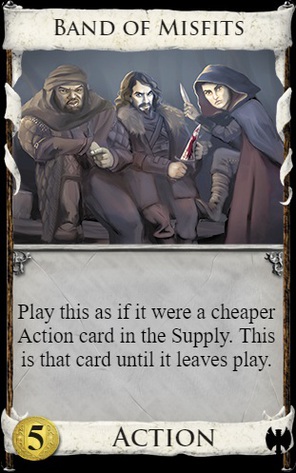 Band of Misfits
Play this as if it were a cheaper
Action card in the Supply. This
is that card until it leaves play.
5
Action